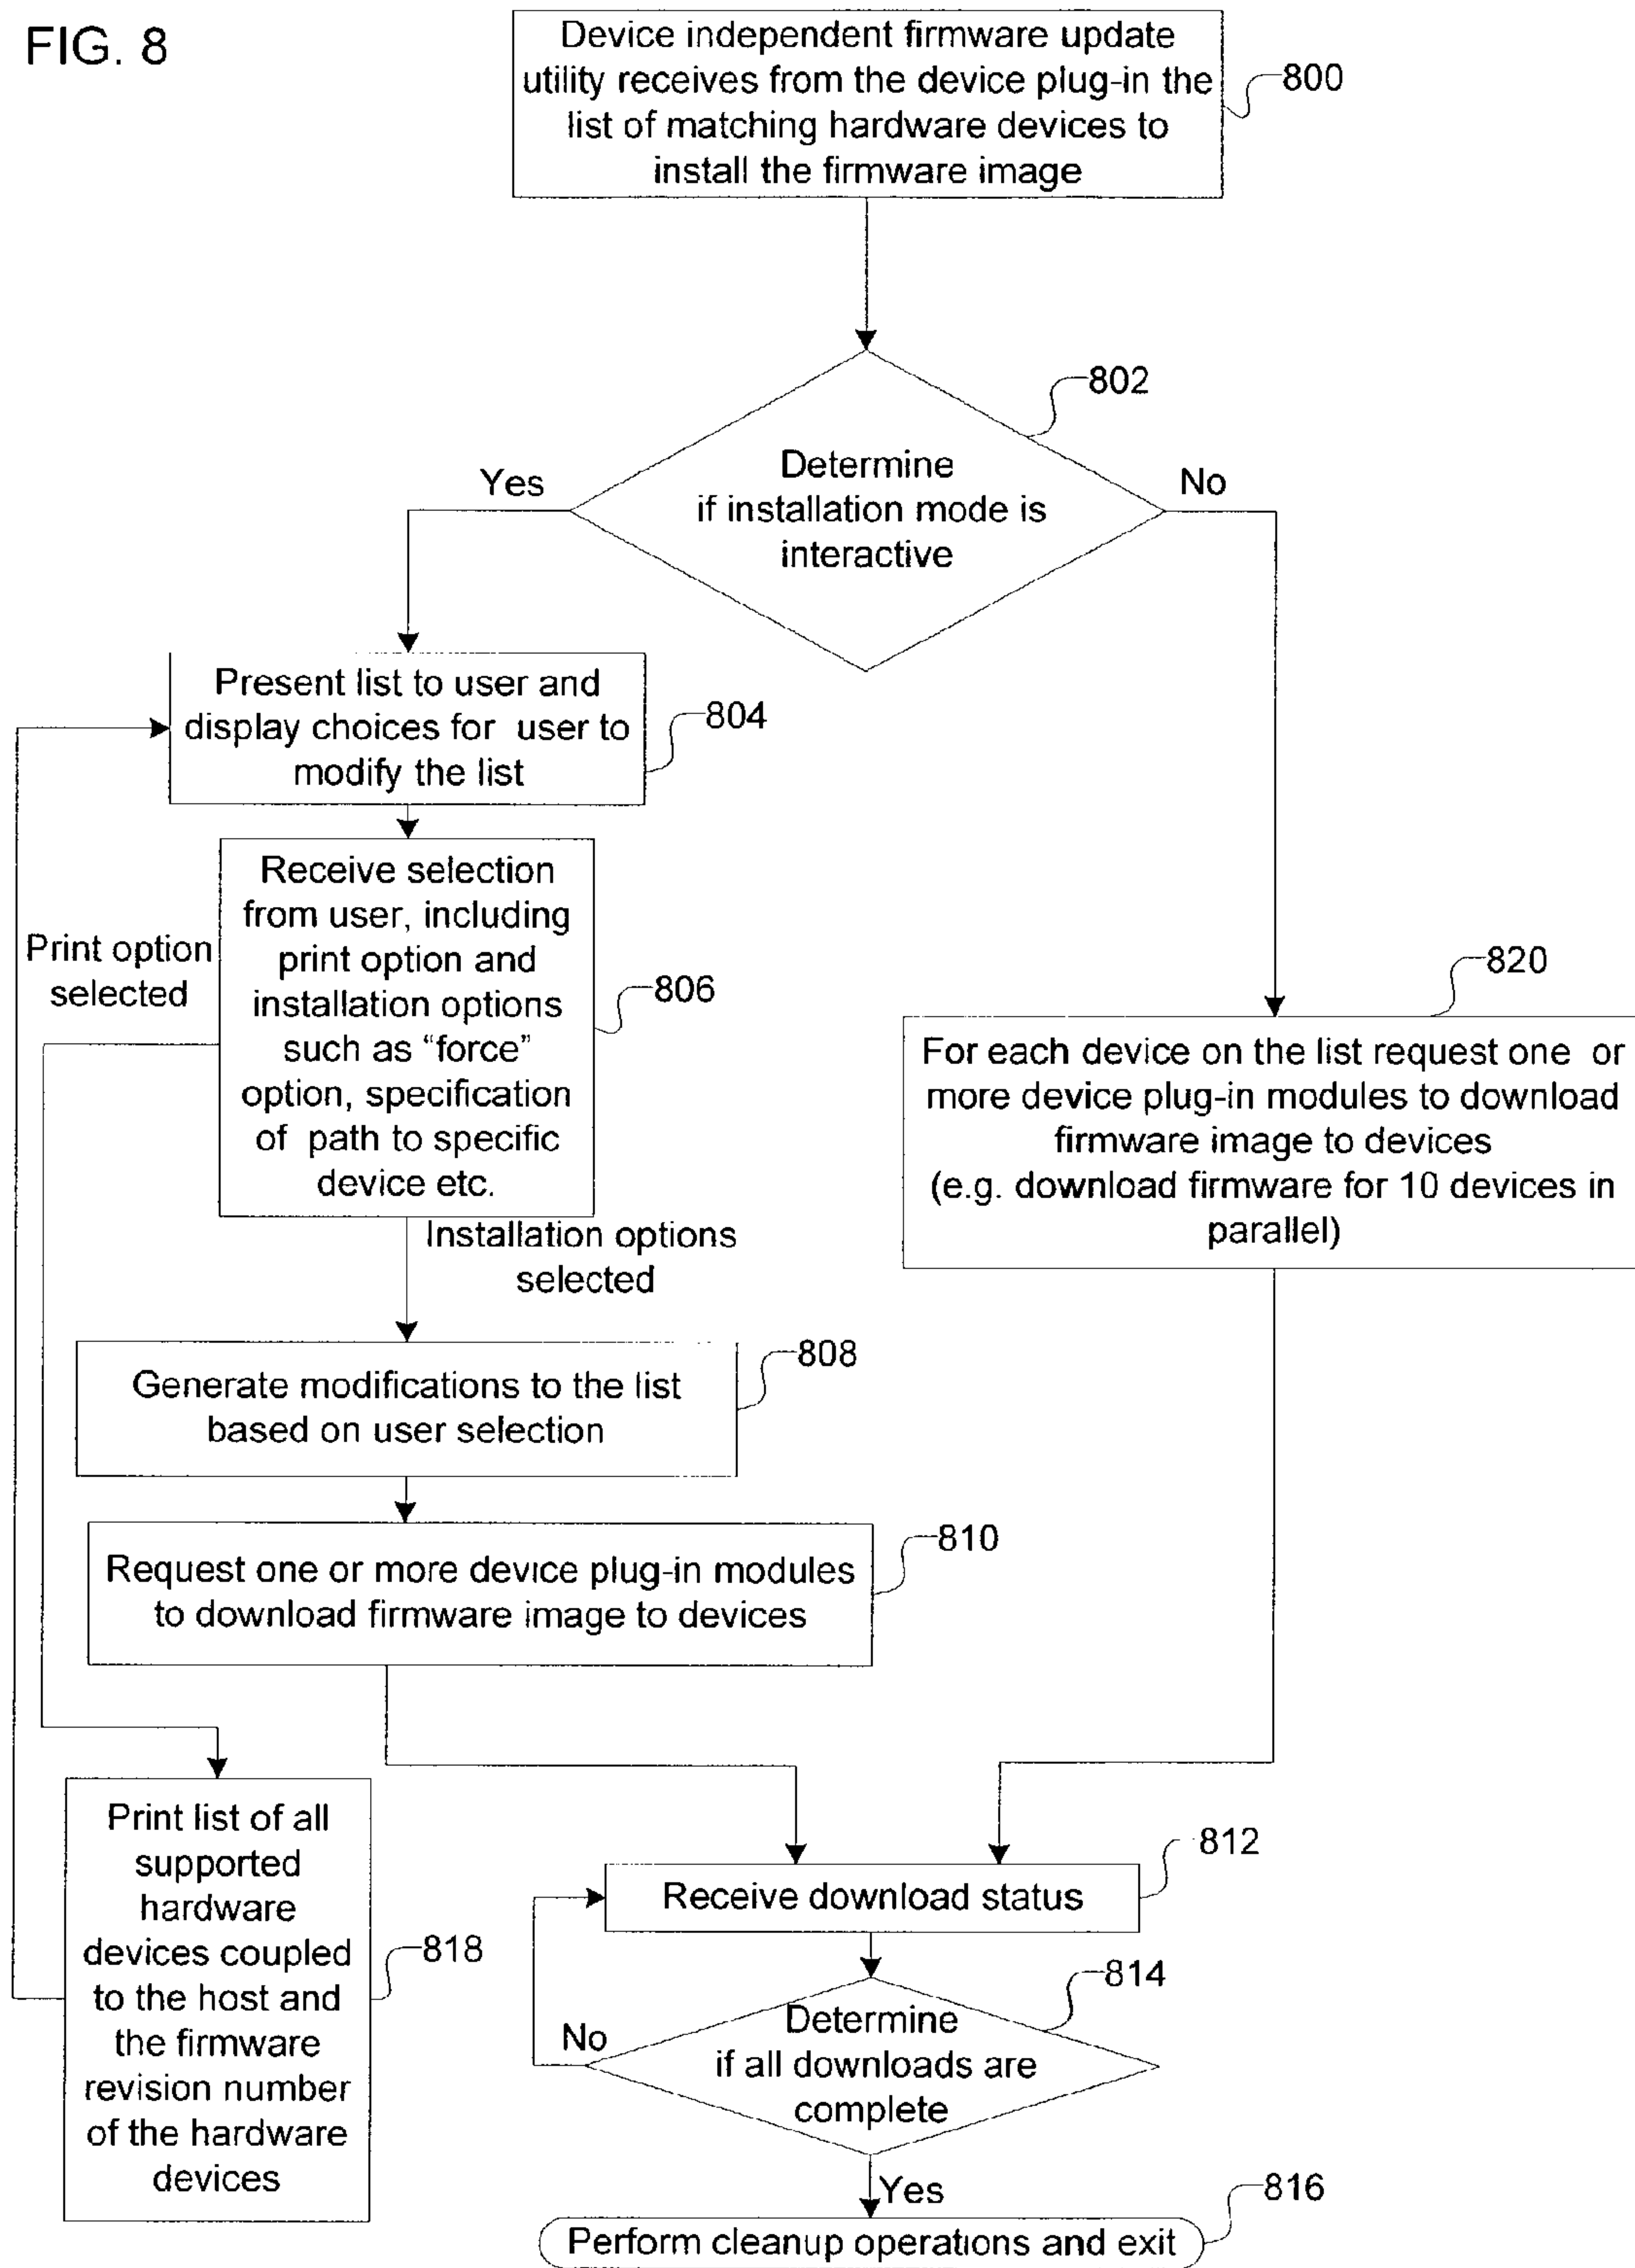 FIG. 8
Device independent firmware update
utility receives from the device plug-in the
list of matching hardware devices to
install the firmware image
800
802
Determine
if installation mode is
interactive
Yes
No
Present list to user and
display choices for user to
modify the list
804
Receive selection
from user, including
print option and
installation options
such as “force”
option, specification
of path to specific
device etc.
806
Print option
selected
820
For each device on the list request one or
more device plug-in modules to download
firmware image to devices
(e.g. download firmware for 10 devices in
parallel)
Installation options
selected
Generate modifications to the list
based on user selection
808
Request one or more device plug-in modules
to download firmware image to devices
810
Print list of all
supported
hardware
devices coupled
to the host and
the firmware
revision number
of the hardware
devices
818
Receive download status
812
Determine
if all downloads are
complete
814
No
Yes
Perform cleanup operations and exit
816